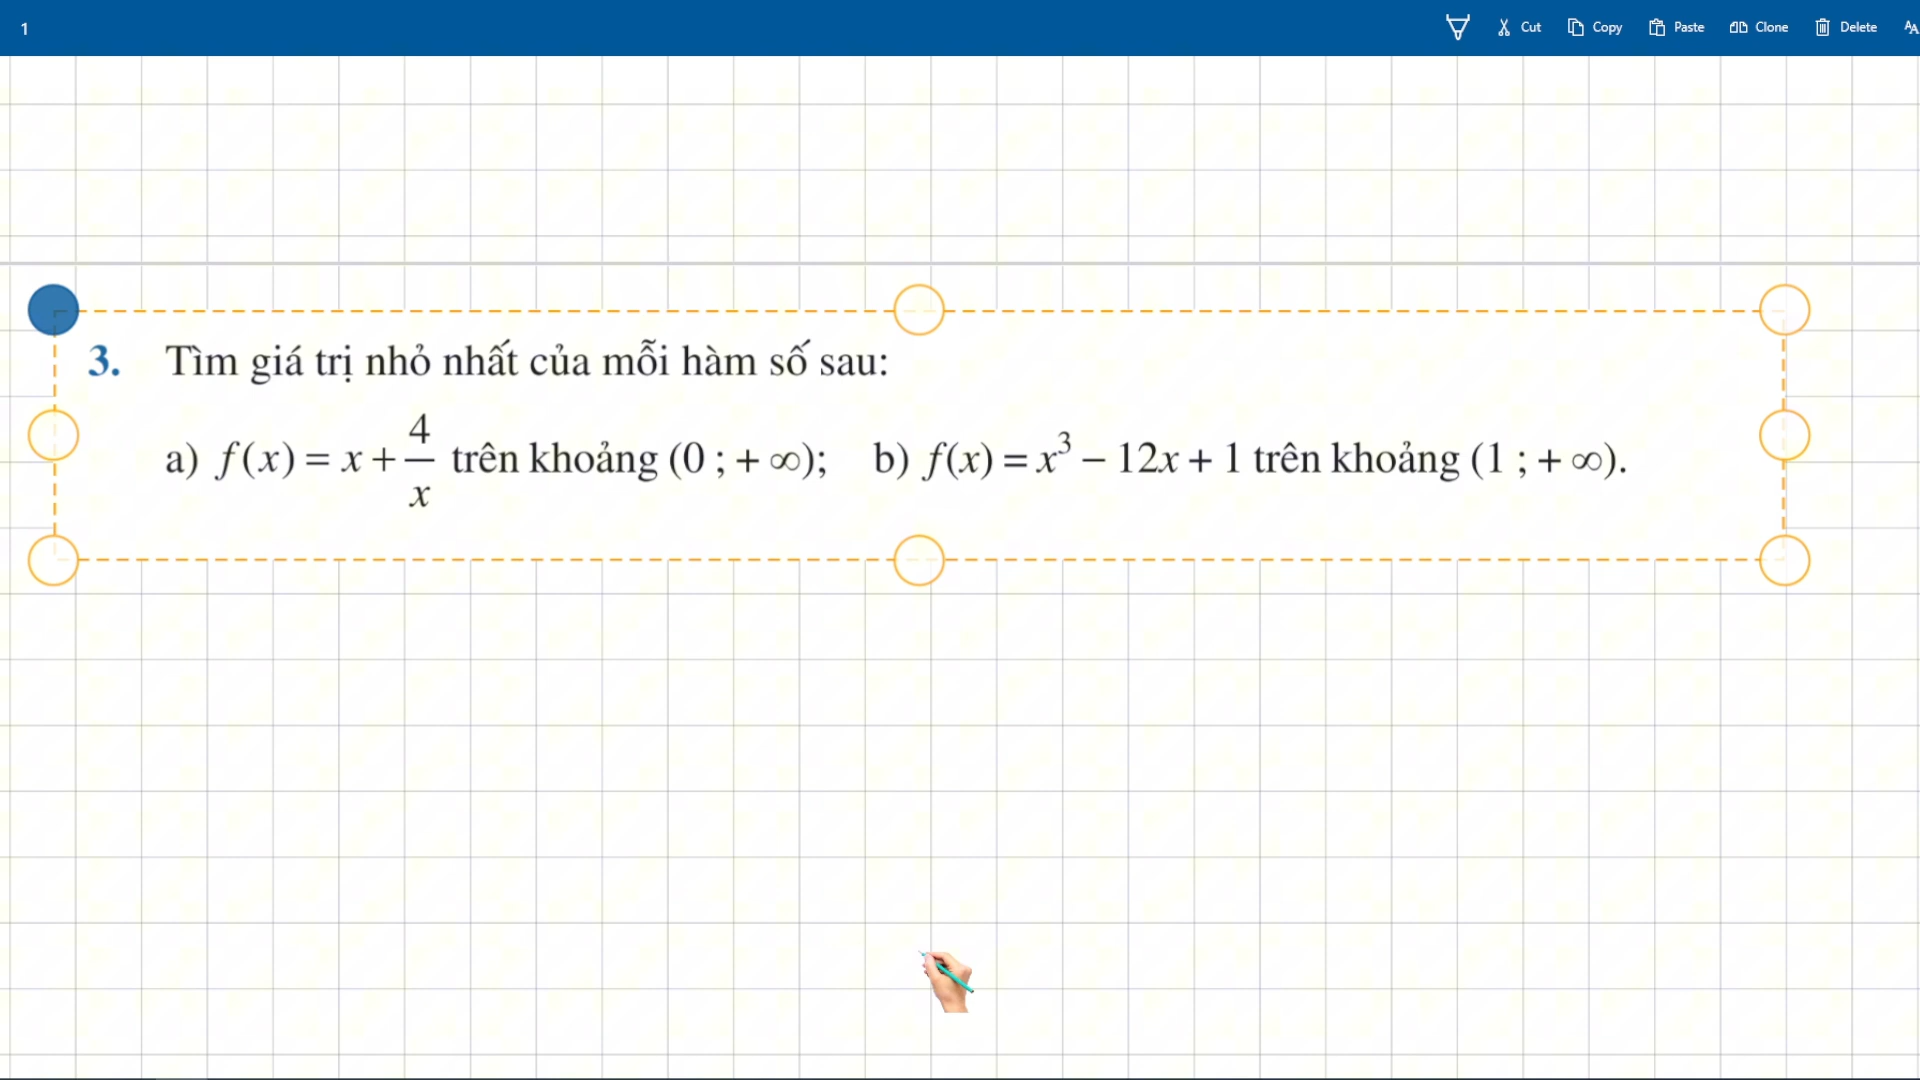 1 Cut Copy Paste Clone Delete
3. Tìm giá trị nhỏ nhất của mỗi hàm số sau:
a) f(x) = x + 4/x trên khoảng (0 ; + ∞); b) f(x) = x³ − 12x + 1 trên khoảng (1 ; + ∞).